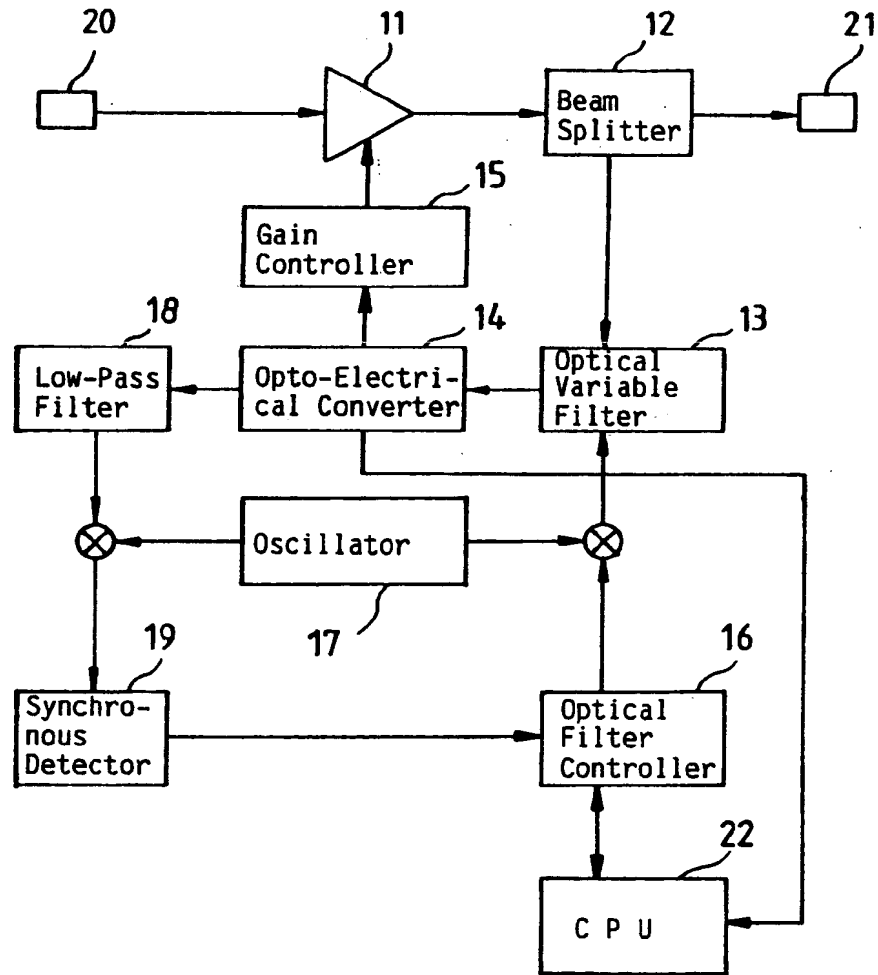 20
11
12
21
Beam
Splitter
15
Gain
Controller
18
14
13
Low-Pass
Filter
Opto-Electri-
cal Converter
Optical
Variable
Filter
Oscillator
17
19
16
Synchro-
nous
Detector
Optical
Filter
Controller
22
C P U